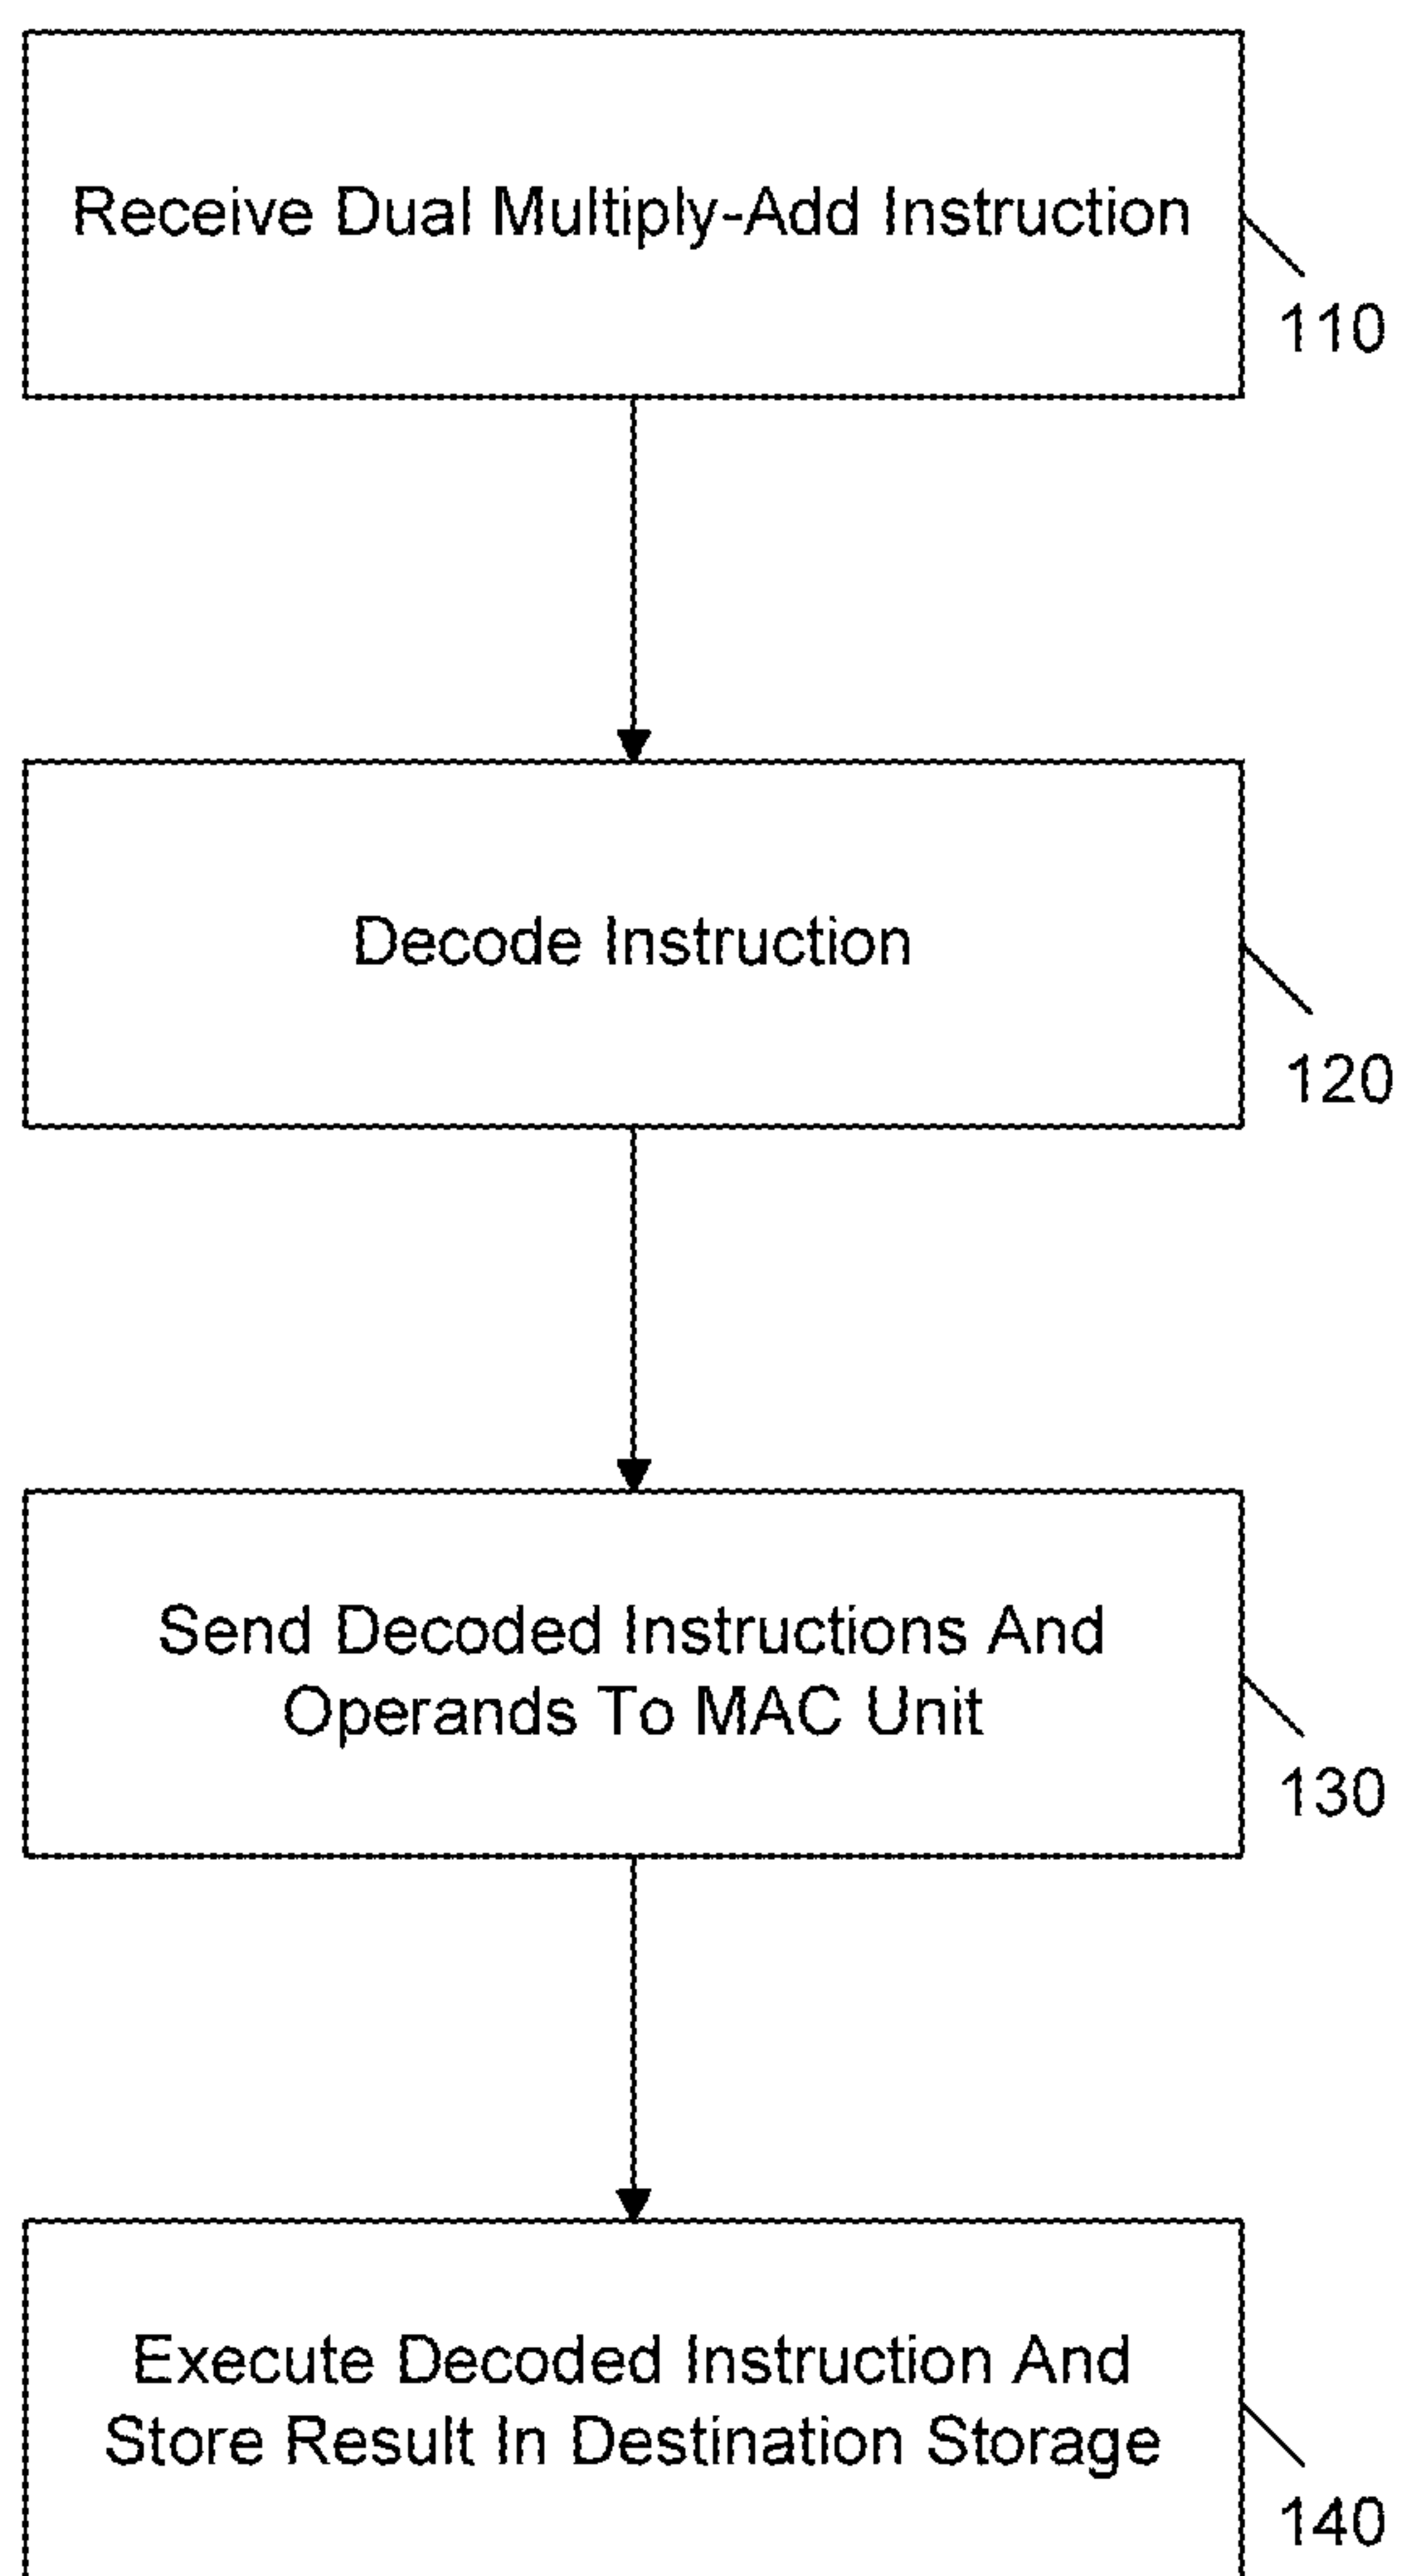 Receive Dual Multiply-Add Instruction
110
Decode Instruction
120
Send Decoded Instructions And
Operands To MAC Unit
130
Execute Decoded Instruction And
Store Result In Destination Storage
140